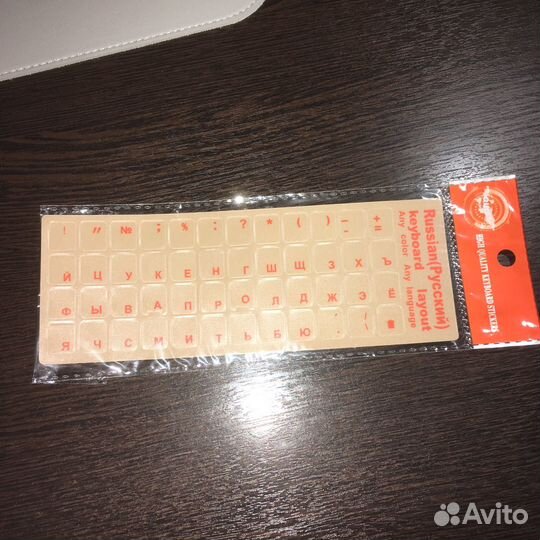 ! " № ; % : ? * ( ) _ - + =
Й Ц У К Е Н Г Ш Щ З Х Ъ
Ф Ы В А П Р О Л Д Ж Э Ё
Я Ч С М И Т Ь Б Ю . , / \
Russian(Русский)
keyboard layout
Any color Any language
HIGH QUALITY KEYBOARD STICKERS
Avito